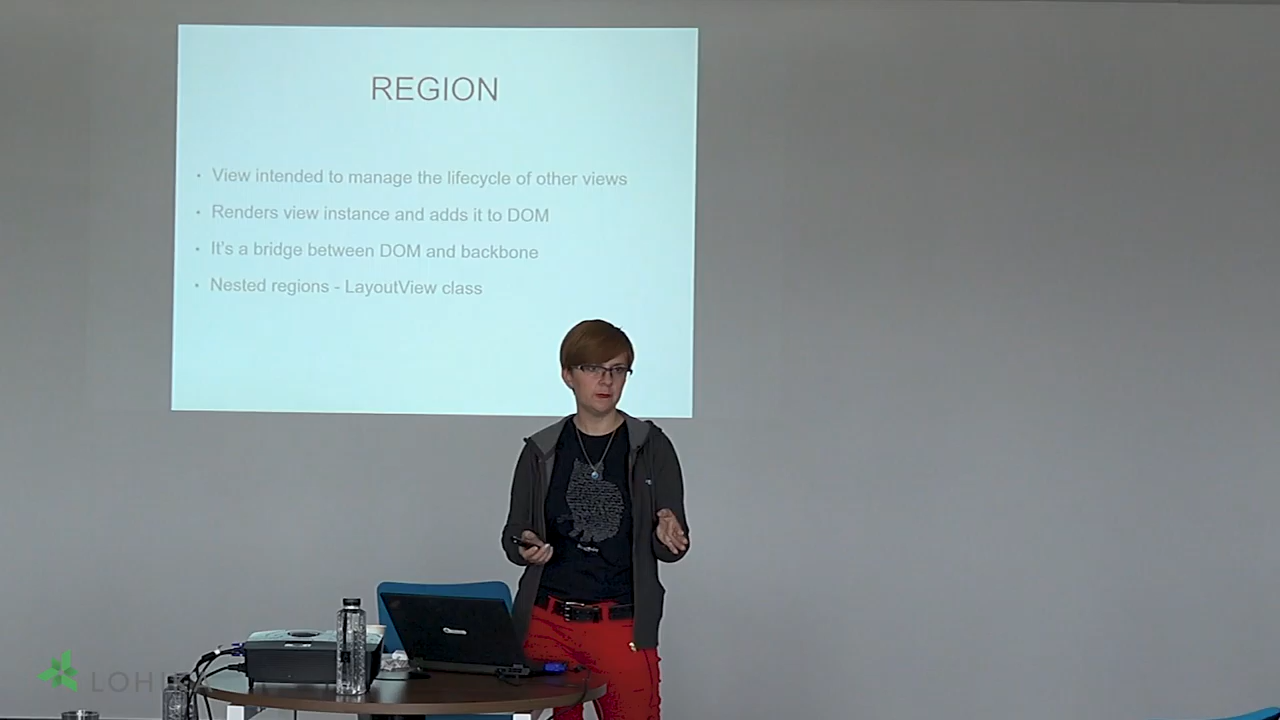 REGION
• View intended to manage the lifecycle of other views
• Renders view instance and adds it to DOM
• It's a bridge between DOM and backbone
• Nested regions - LayoutView class